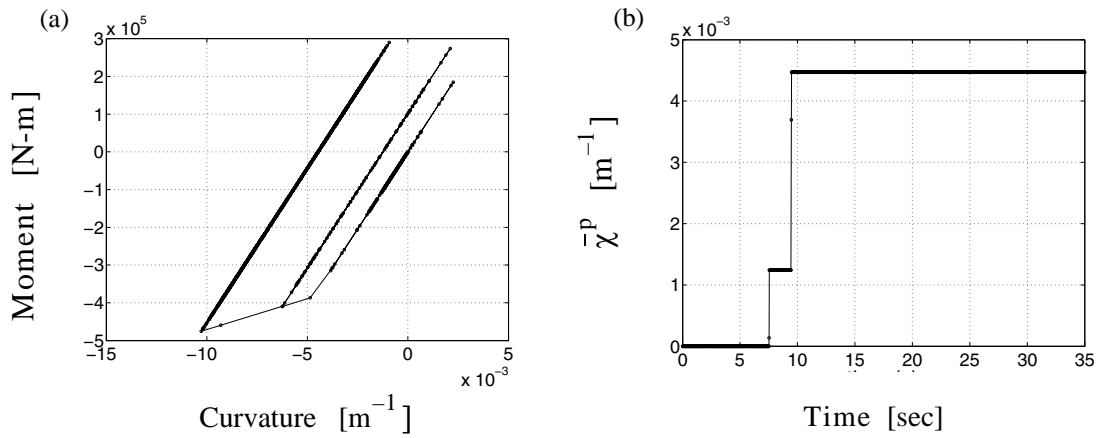 (a)
x 10^5
3
2
1
0
−1
−2
−3
−4
−5
−15 −10 −5 0 5
x 10^−3
Moment [N-m]
Curvature [m^−1]
(b)
x 10^−3
5
4
3
2
1
0
0 5 10 15 20 25 30 35
χ̄^p [m^−1]
Time [sec]